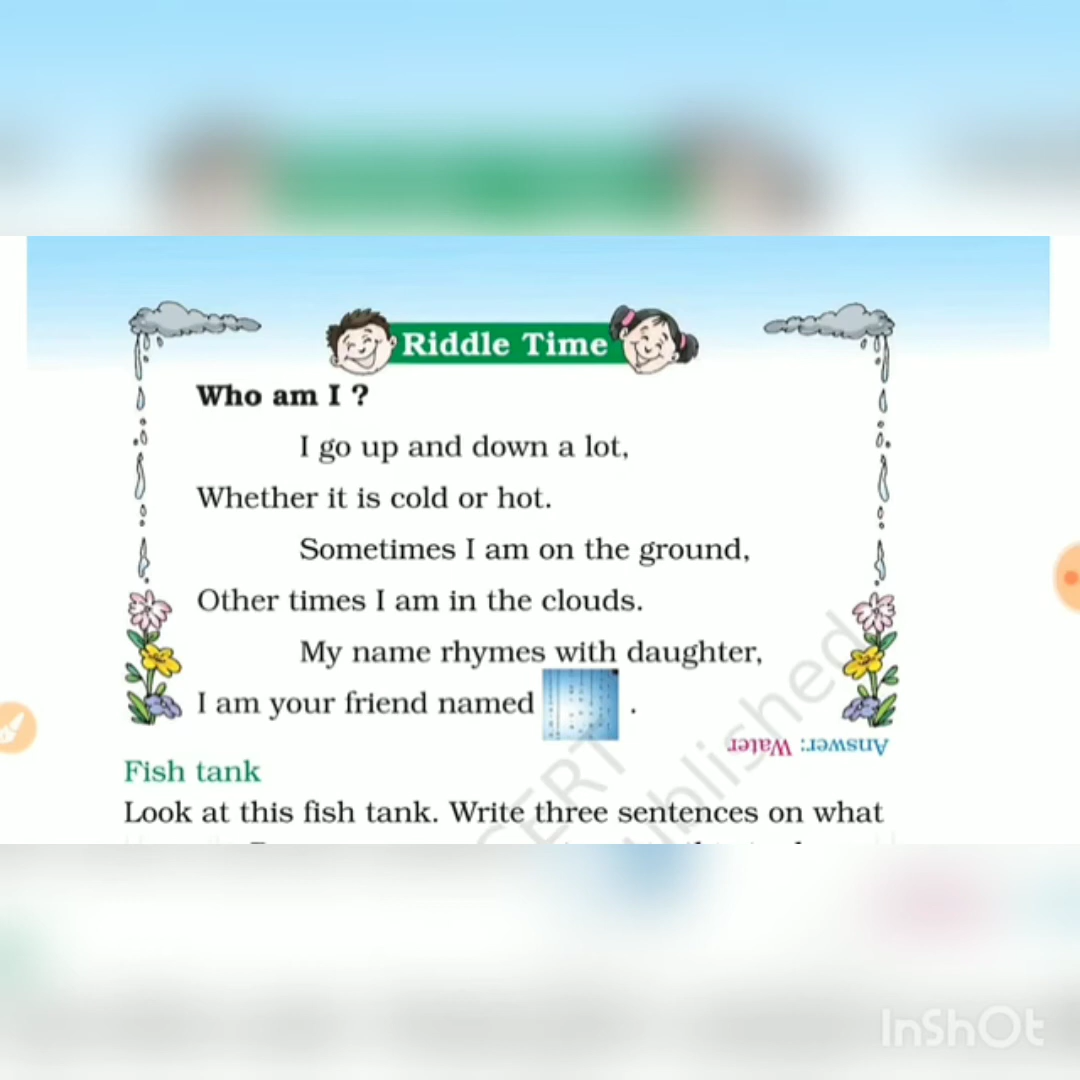 Riddle Time
Who am I ?
I go up and down a lot,
Whether it is cold or hot.
Sometimes I am on the ground,
Other times I am in the clouds.
My name rhymes with daughter,
I am your friend named .
Answer: Water
Fish tank
Look at this fish tank. Write three sentences on what
published
InShOt